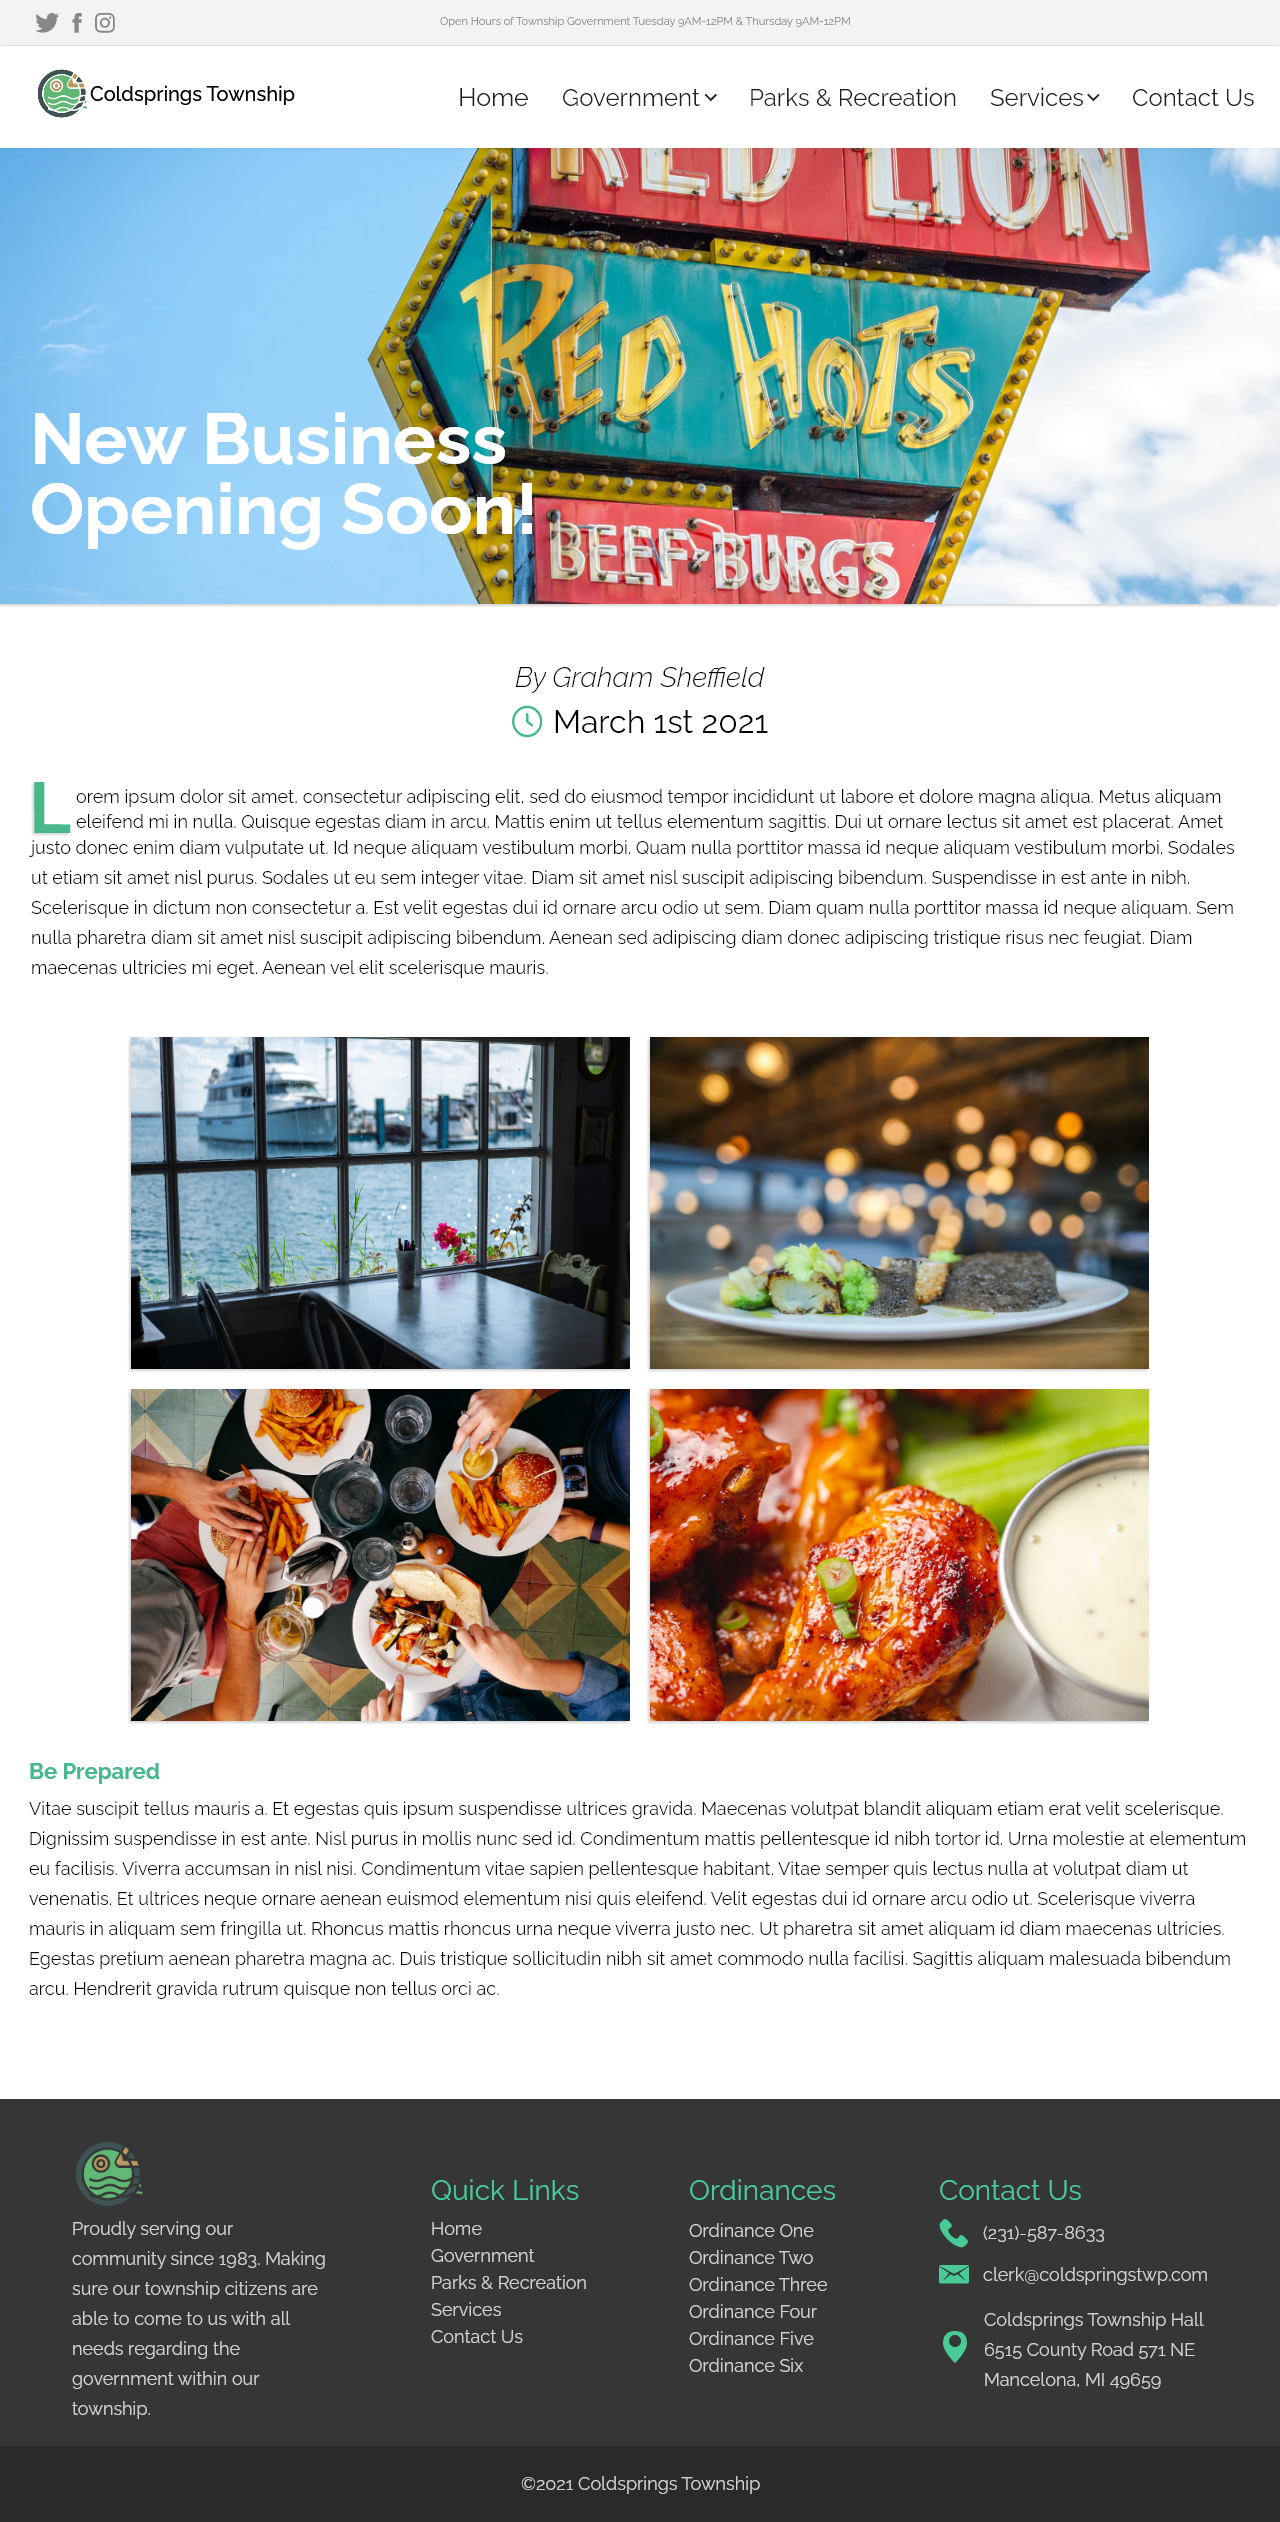 Open Hours of Township Government Tuesday 9AM-12PM & Thursday 9AM-12PM
Coldsprings Township
Home
Government
Parks & Recreation
Services
Contact Us
RED LION
RED HOTS
BEEF-BURGS
New Business
Opening Soon!
By Graham Sheffield
March 1st 2021
Lorem ipsum dolor sit amet, consectetur adipiscing elit, sed do eiusmod tempor incididunt ut labore et dolore magna aliqua. Metus aliquam
eleifend mi in nulla. Quisque egestas diam in arcu. Mattis enim ut tellus elementum sagittis. Dui ut ornare lectus sit amet est placerat. Amet
justo donec enim diam vulputate ut. Id neque aliquam vestibulum morbi. Quam nulla porttitor massa id neque aliquam vestibulum morbi. Sodales
ut etiam sit amet nisl purus. Sodales ut eu sem integer vitae. Diam sit amet nisl suscipit adipiscing bibendum. Suspendisse in est ante in nibh.
Scelerisque in dictum non consectetur a. Est velit egestas dui id ornare arcu odio ut sem. Diam quam nulla porttitor massa id neque aliquam. Sem
nulla pharetra diam sit amet nisl suscipit adipiscing bibendum. Aenean sed adipiscing diam donec adipiscing tristique risus nec feugiat. Diam
maecenas ultricies mi eget. Aenean vel elit scelerisque mauris.
Be Prepared
Vitae suscipit tellus mauris a. Et egestas quis ipsum suspendisse ultrices gravida. Maecenas volutpat blandit aliquam etiam erat velit scelerisque.
Dignissim suspendisse in est ante. Nisl purus in mollis nunc sed id. Condimentum mattis pellentesque id nibh tortor id. Urna molestie at elementum
eu facilisis. Viverra accumsan in nisl nisi. Condimentum vitae sapien pellentesque habitant. Vitae semper quis lectus nulla at volutpat diam ut
venenatis. Et ultrices neque ornare aenean euismod elementum nisi quis eleifend. Velit egestas dui id ornare arcu odio ut. Scelerisque viverra
mauris in aliquam sem fringilla ut. Rhoncus mattis rhoncus urna neque viverra justo nec. Ut pharetra sit amet aliquam id diam maecenas ultricies.
Egestas pretium aenean pharetra magna ac. Duis tristique sollicitudin nibh sit amet commodo nulla facilisi. Sagittis aliquam malesuada bibendum
arcu. Hendrerit gravida rutrum quisque non tellus orci ac.
Proudly serving our
community since 1983. Making
sure our township citizens are
able to come to us with all
needs regarding the
government within our
township.
Quick Links
Home
Government
Parks & Recreation
Services
Contact Us
Ordinances
Ordinance One
Ordinance Two
Ordinance Three
Ordinance Four
Ordinance Five
Ordinance Six
Contact Us
(231)-587-8633
clerk@coldspringstwp.com
Coldsprings Township Hall
6515 County Road 571 NE
Mancelona, MI 49659
©2021 Coldsprings Township